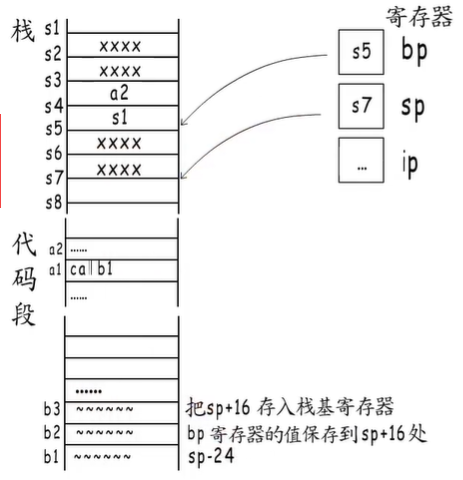 寄存器
栈
s1
s2 xxxx
s3 xxxx
s4 a2
s5 s1
s6 xxxx
s7 xxxx
s8
s5 bp
s7 sp
... ip
代码段
a2 ......
a1 call b1
......
......
b3 ~~~~~~ 把sp+16 存入栈基寄存器
b2 ~~~~~~ bp 寄存器的值保存到sp+16处
b1 ~~~~~~ sp-24